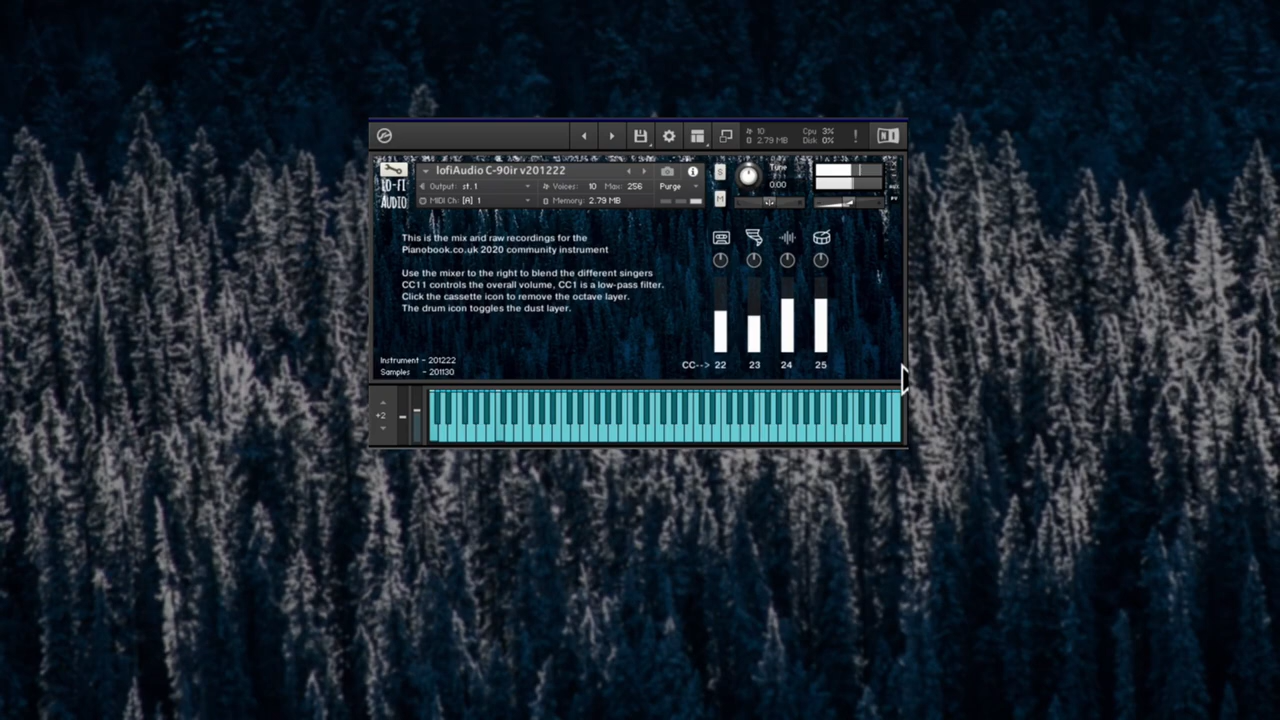 10
2.79 MB
Cpu 3%
Disk 0%
!
LO-FI
AUDIO
lofiAudio C-90ir v201222
Output: st.1
Voices: 10 Max: 256
Purge
MIDI Ch: [A] 1
Memory: 2.79 MB
S
M
Tune
0.00
AUX
PV
This is the mix and raw recordings for the
Pianobook.co.uk 2020 community instrument
Use the mixer to the right to blend the different singers
CC11 controls the overall volume, CC1 is a low-pass filter.
Click the cassette icon to remove the octave layer.
The drum icon toggles the dust layer.
Instrument - 201222
Samples - 201130
CC--> 22 23 24 25
+2